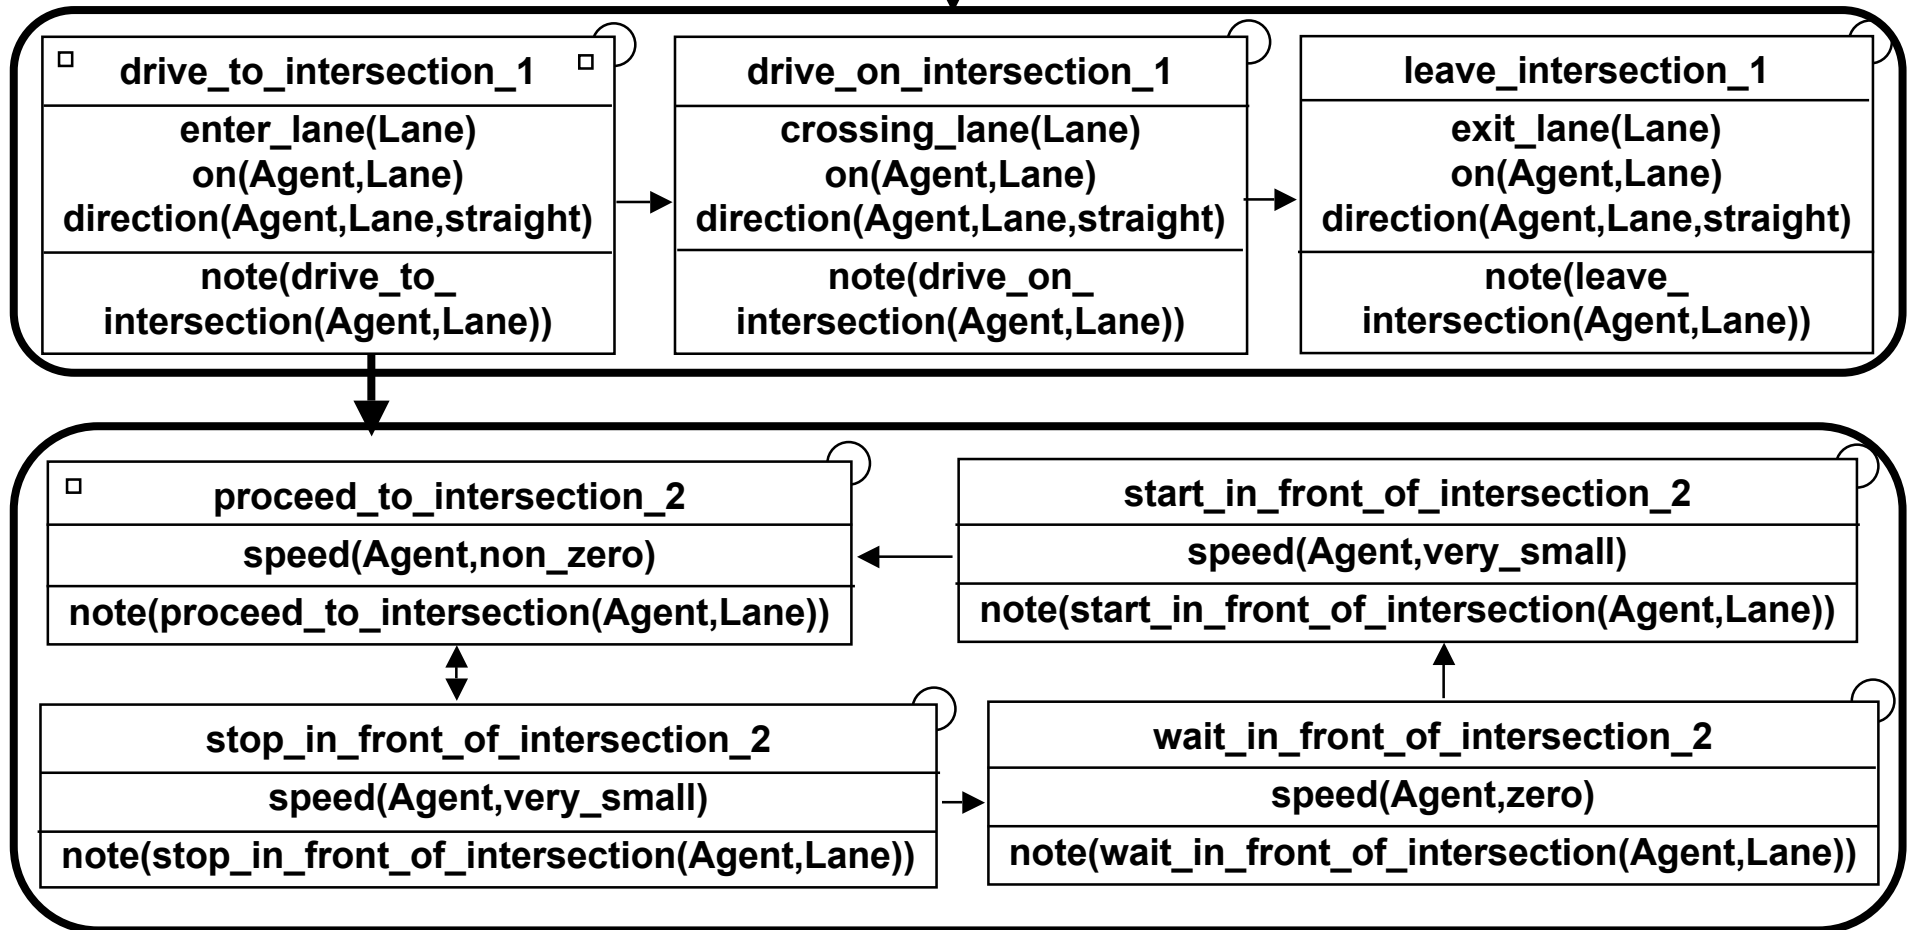 drive_to_intersection_1
enter_lane(Lane)
on(Agent,Lane)
direction(Agent,Lane,straight)
note(drive_to_
intersection(Agent,Lane))
drive_on_intersection_1
crossing_lane(Lane)
on(Agent,Lane)
direction(Agent,Lane,straight)
note(drive_on_
intersection(Agent,Lane))
leave_intersection_1
exit_lane(Lane)
on(Agent,Lane)
direction(Agent,Lane,straight)
note(leave_
intersection(Agent,Lane))
proceed_to_intersection_2
speed(Agent,non_zero)
note(proceed_to_intersection(Agent,Lane))
start_in_front_of_intersection_2
speed(Agent,very_small)
note(start_in_front_of_intersection(Agent,Lane))
stop_in_front_of_intersection_2
speed(Agent,very_small)
note(stop_in_front_of_intersection(Agent,Lane))
wait_in_front_of_intersection_2
speed(Agent,zero)
note(wait_in_front_of_intersection(Agent,Lane))